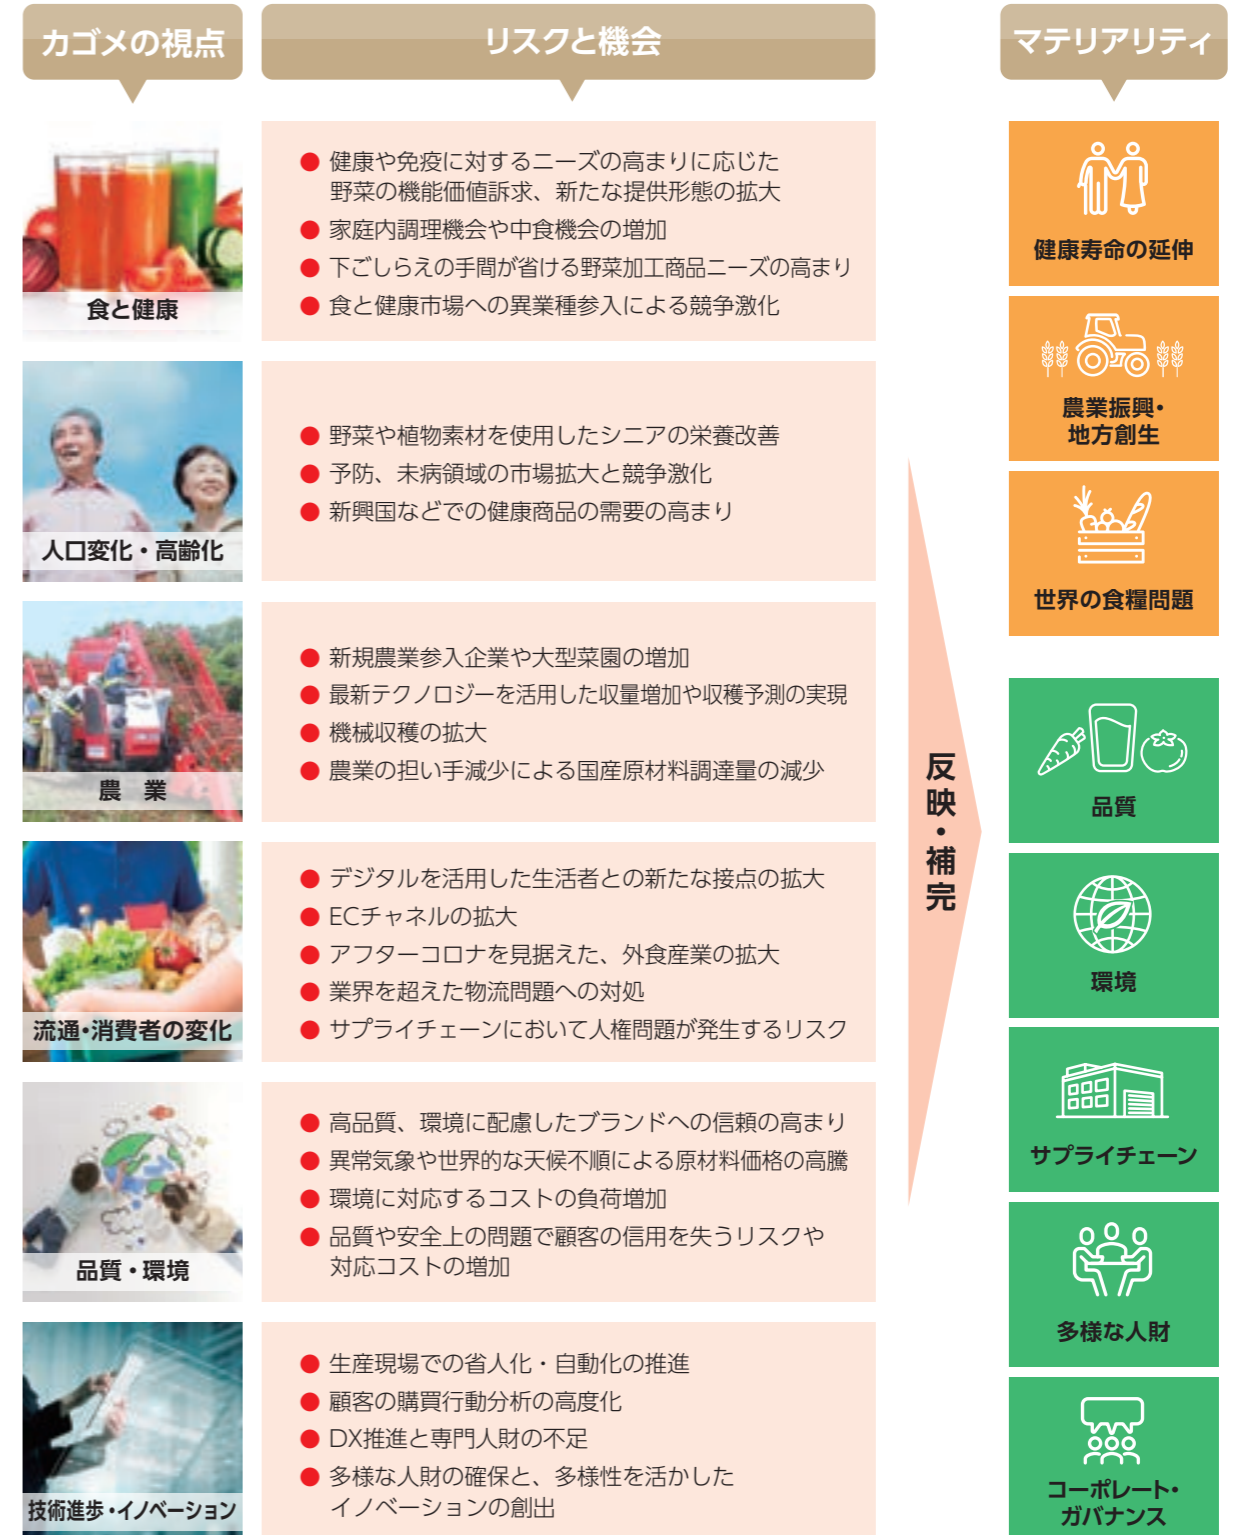 カゴメの視点
リスクと機会
マテリアリティ
食と健康
● 健康や免疫に対するニーズの高まりに応じた
野菜の機能価値訴求、新たな提供形態の拡大
● 家庭内調理機会や中食機会の増加
● 下ごしらえの手間が省ける野菜加工商品ニーズの高まり
● 食と健康市場への異業種参入による競争激化
人口変化・高齢化
● 野菜や植物素材を使用したシニアの栄養改善
● 予防、未病領域の市場拡大と競争激化
● 新興国などでの健康商品の需要の高まり
農 業
● 新規農業参入企業や大型菜園の増加
● 最新テクノロジーを活用した収量増加や収穫予測の実現
● 機械収穫の拡大
● 農業の担い手減少による国産原材料調達量の減少
流通・消費者の変化
● デジタルを活用した生活者との新たな接点の拡大
● ECチャネルの拡大
● アフターコロナを見据えた、外食産業の拡大
● 業界を超えた物流問題への対処
● サプライチェーンにおいて人権問題が発生するリスク
品質・環境
● 高品質、環境に配慮したブランドへの信頼の高まり
● 異常気象や世界的な天候不順による原材料価格の高騰
● 環境に対応するコストの負荷増加
● 品質や安全上の問題で顧客の信用を失うリスクや
対応コストの増加
技術進歩・イノベーション
● 生産現場での省人化・自動化の推進
● 顧客の購買行動分析の高度化
● DX推進と専門人財の不足
● 多様な人財の確保と、多様性を活かした
イノベーションの創出
反映・補完
健康寿命の延伸
農業振興・
地方創生
世界の食糧問題
品質
環境
サプライチェーン
多様な人財
コーポレート・
ガバナンス